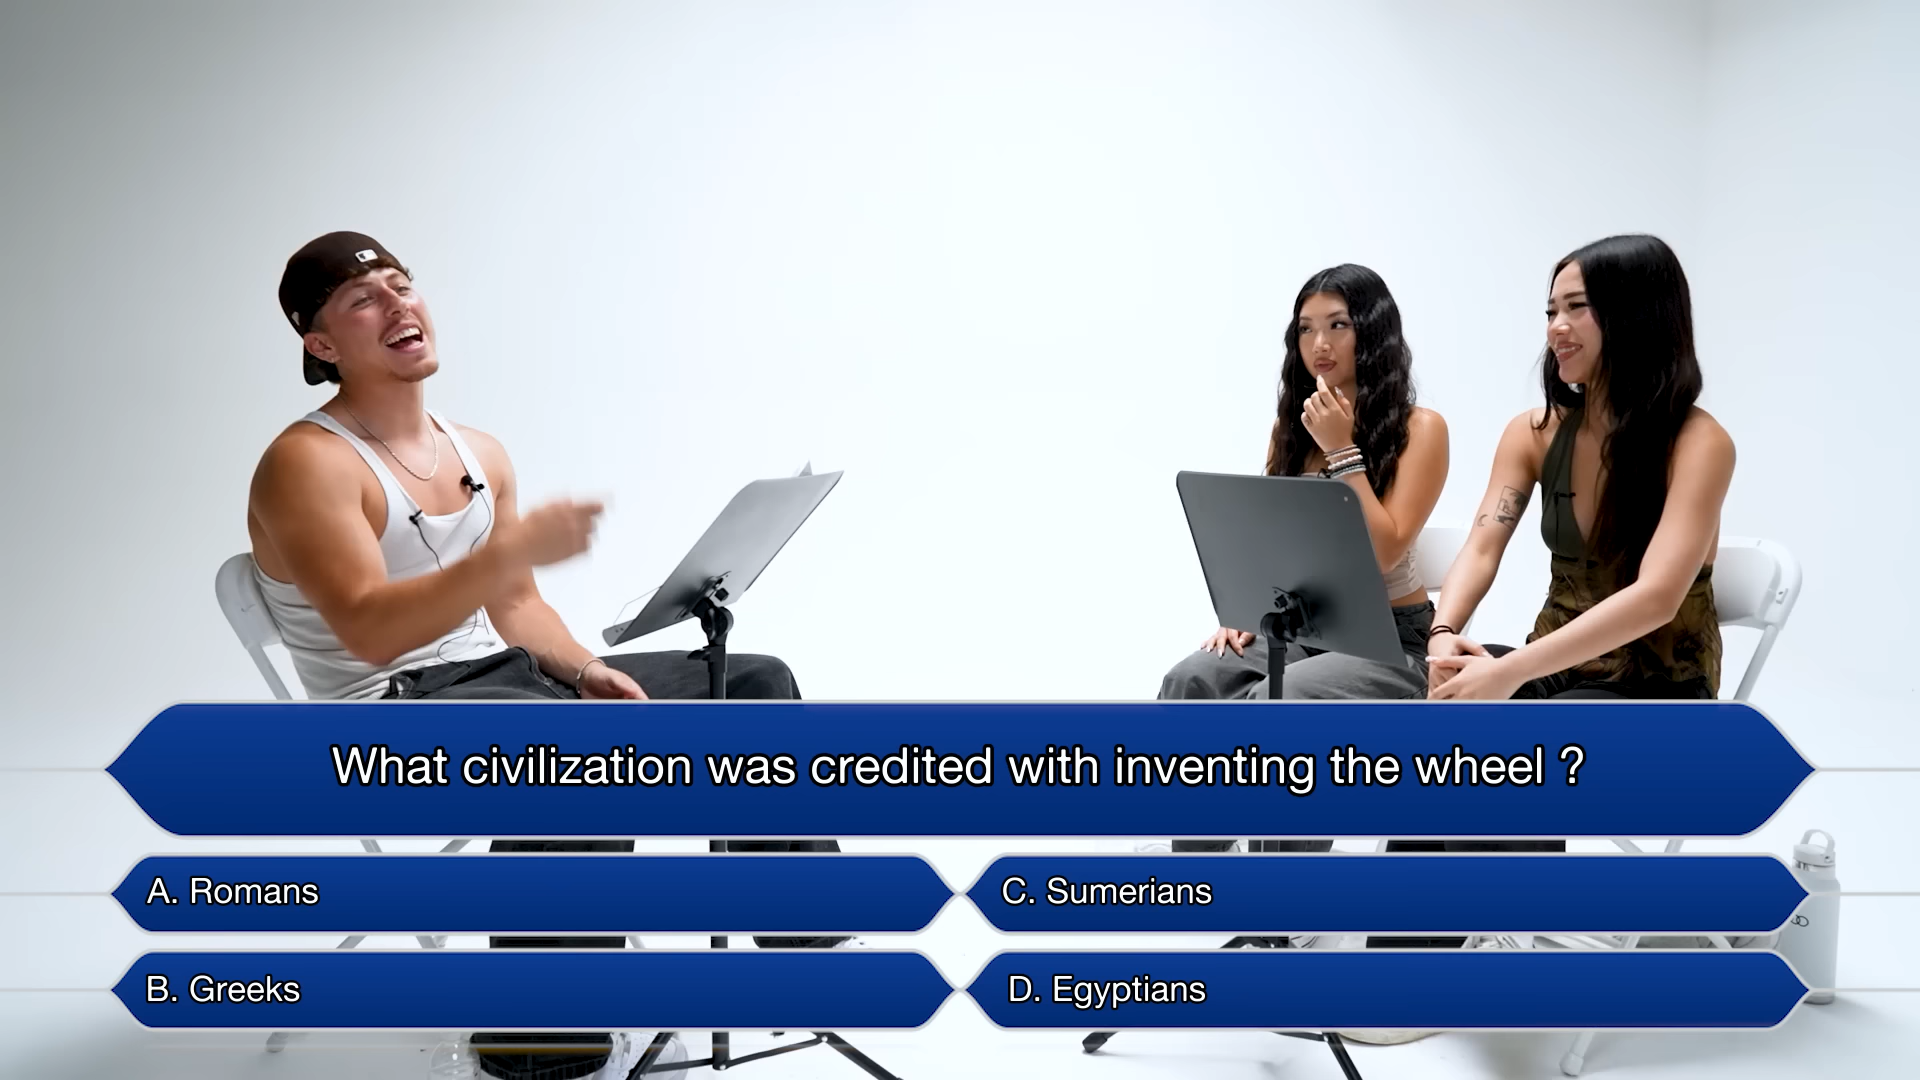 What civilization was credited with inventing the wheel ?
A. Romans
C. Sumerians
B. Greeks
D. Egyptians